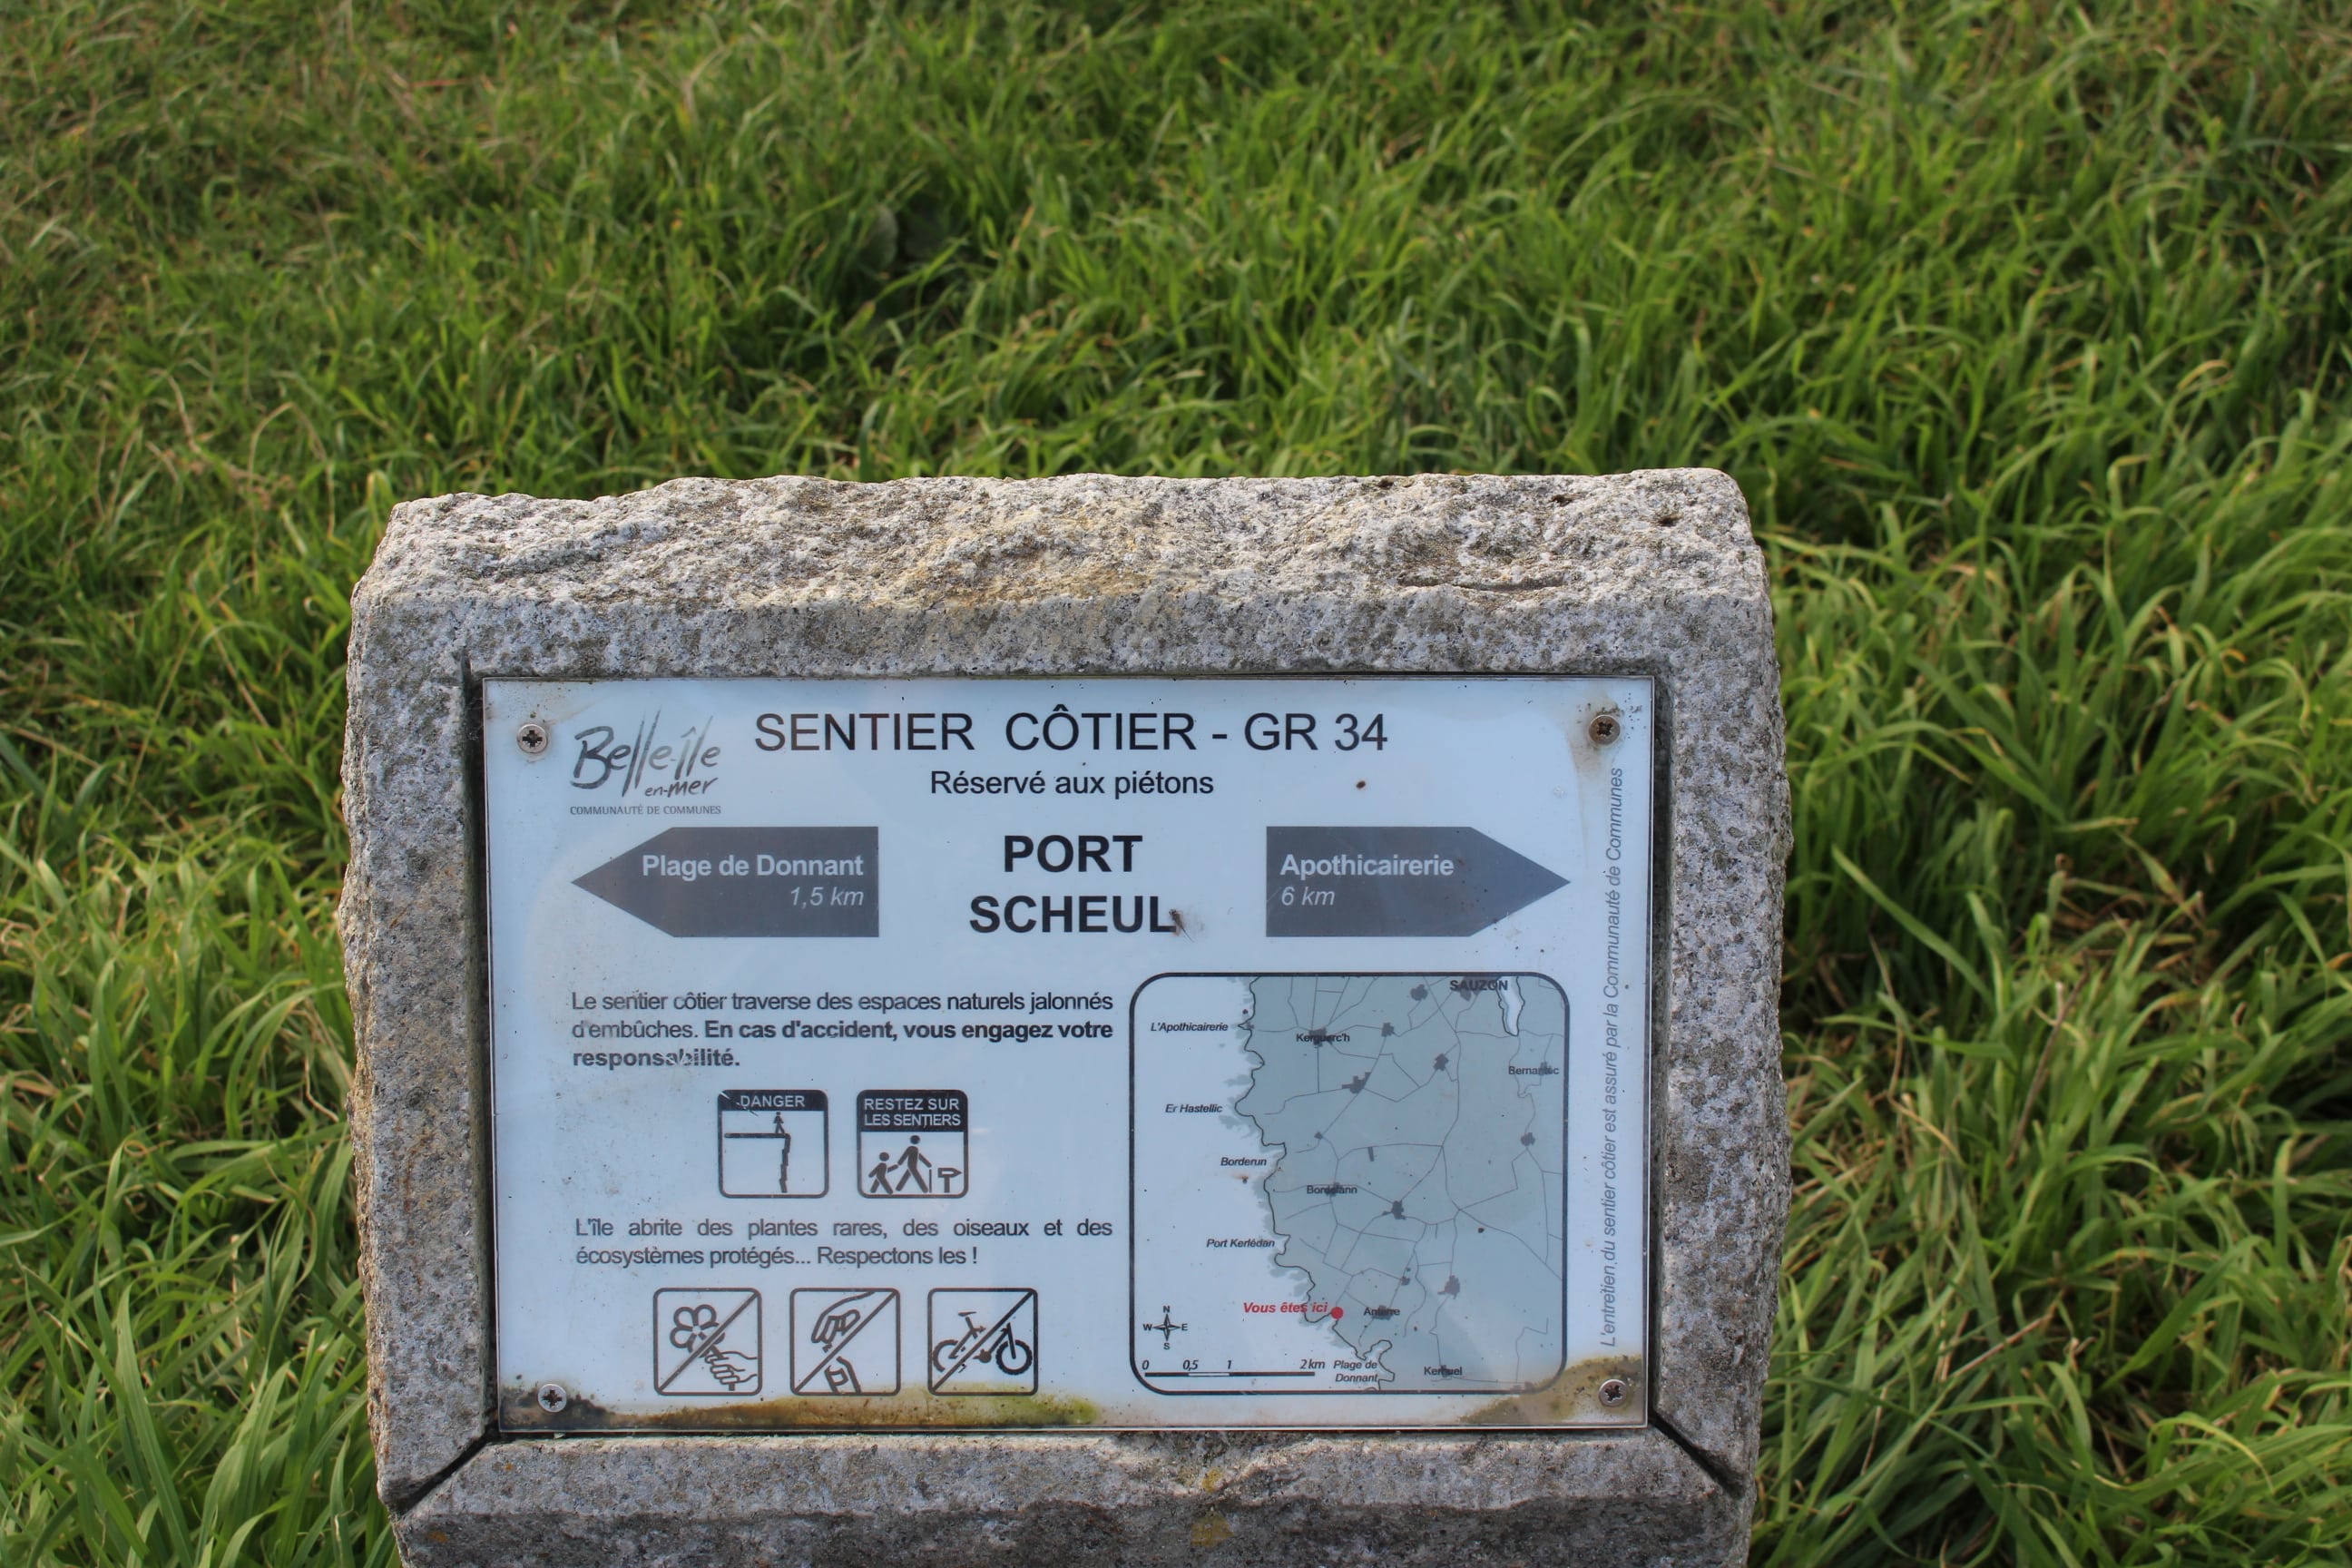 Belle-Île
en-mer
COMMUNAUTÉ DE COMMUNES
SENTIER CÔTIER - GR 34
Réservé aux piétons
Plage de Donnant
1,5 km
PORT
SCHEUL
Apothicairerie
6 km
Le sentier côtier traverse des espaces naturels jalonnés
d'embûches. En cas d'accident, vous engagez votre
responsabilité.
DANGER
RESTEZ SUR
LES SENTIERS
L'île abrite des plantes rares, des oiseaux et des
écosystèmes protégés... Respectons les !
SAUZON
L'Apothicairerie
Kerguerc'h
Bernantec
Er Hastellic
Borderun
Bordelann
Port Kerlédan
Vous êtes ici
Anterre
N
W E
S
0 0,5 1 2 km
Plage de
Donnant
L'entretien du sentier côtier est assuré par la Communauté de Communes